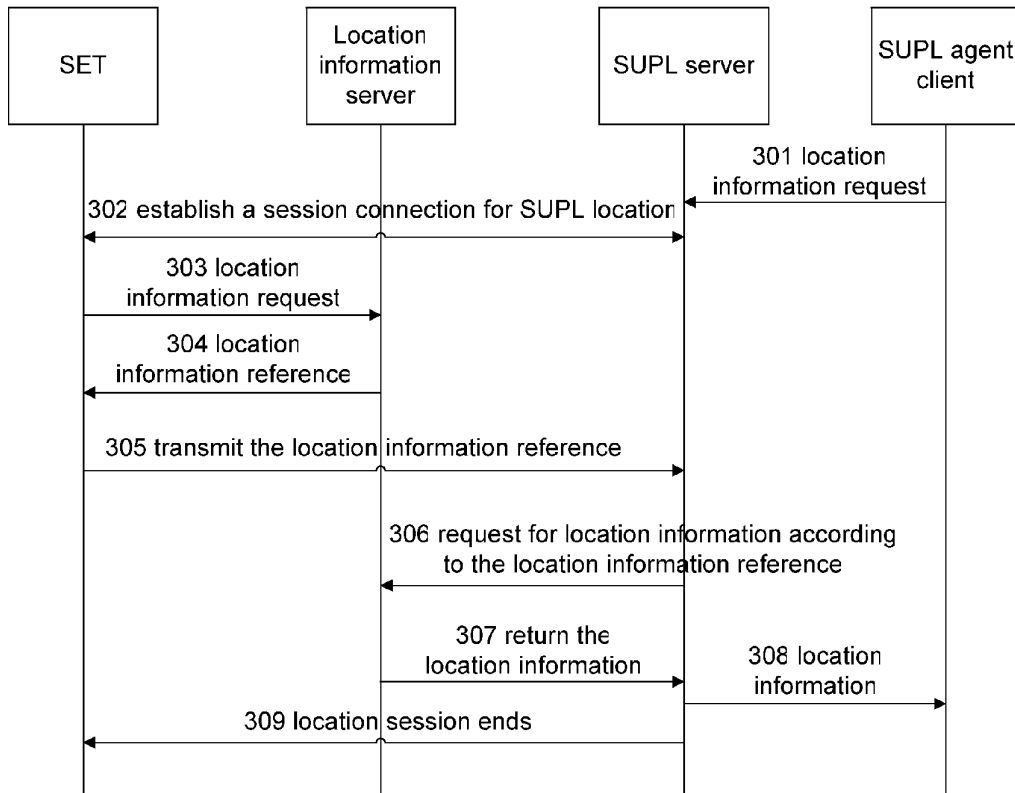 SET
Location
information
server
SUPL server
SUPL agent
client
301 location
information request
302 establish a session connection for SUPL location
303 location
information request
304 location
information reference
305 transmit the location information reference
306 request for location information according
to the location information reference
307 return the
location information
308 location
information
309 location session ends